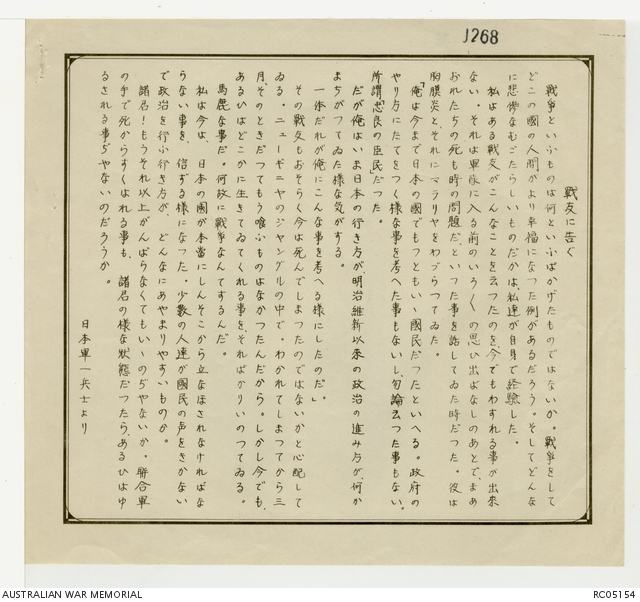 J268
戦友に告ぐ
戦争といふものは何といふばかげたものではないか。戦争をして
どこの國の人間がより幸福になつた例があるだらう。そしてどんな
に悲惨なむごたらしいものだかは、私達が自身で経験した。
私はある戦友がこんなことを云つたのを、今でもわすれる事が出来
ない。それは軍隊に入る前のいろ〱の思ひ出ばなしのあとで、まあ
おれたちの死も時の問題だ、といつた事を話してゐた時だつた。彼は
肋膜炎と、それにマラリヤをわづらつてゐた。
「俺は今まで日本の國でもつともいゝ國民だつたといへる。政府の
やり方にたてをつく様な事を考へた事もないし、勿論云つた事もない。
所謂「忠良の臣民」だつた。
だが俺はいま日本の行き方が、明治維新以来の政治の進み方が、何か
まちがつてゐた様な気がする。
一体だれが俺にこんな事を考へる様にしたのだ」
その戦友もおそらく今は死んでしまつたのではないかと心配して
ゐる。ニューギニヤのジャングルの中で、わかれてしまつてから三
月、そのときだつてもう喰ふものはなかつたんだから。しかし今でも、
あるひはどこかに生きてゐてくれる事を、そればかりいのつてゐる。
馬鹿な事だ。何故に戦争なんてするんだ。
私は今は、日本の國が本當にしんそこから立なほされなければな
らない事を、信ずる様になつた。少数の人達が國民の声をきかない
で政治を行ふ行き方が、どんなにあやまりやすいものか。
諸君！もうそれ以上がんばらなくてもいゝのぢやないか。聯合軍
の手で死からすくはれる事も、諸君の様な状態だつたら、あるひはゆ
るされる事ぢやないのだらうか。
日本軍一兵士より
AUSTRALIAN WAR MEMORIAL
RC05154